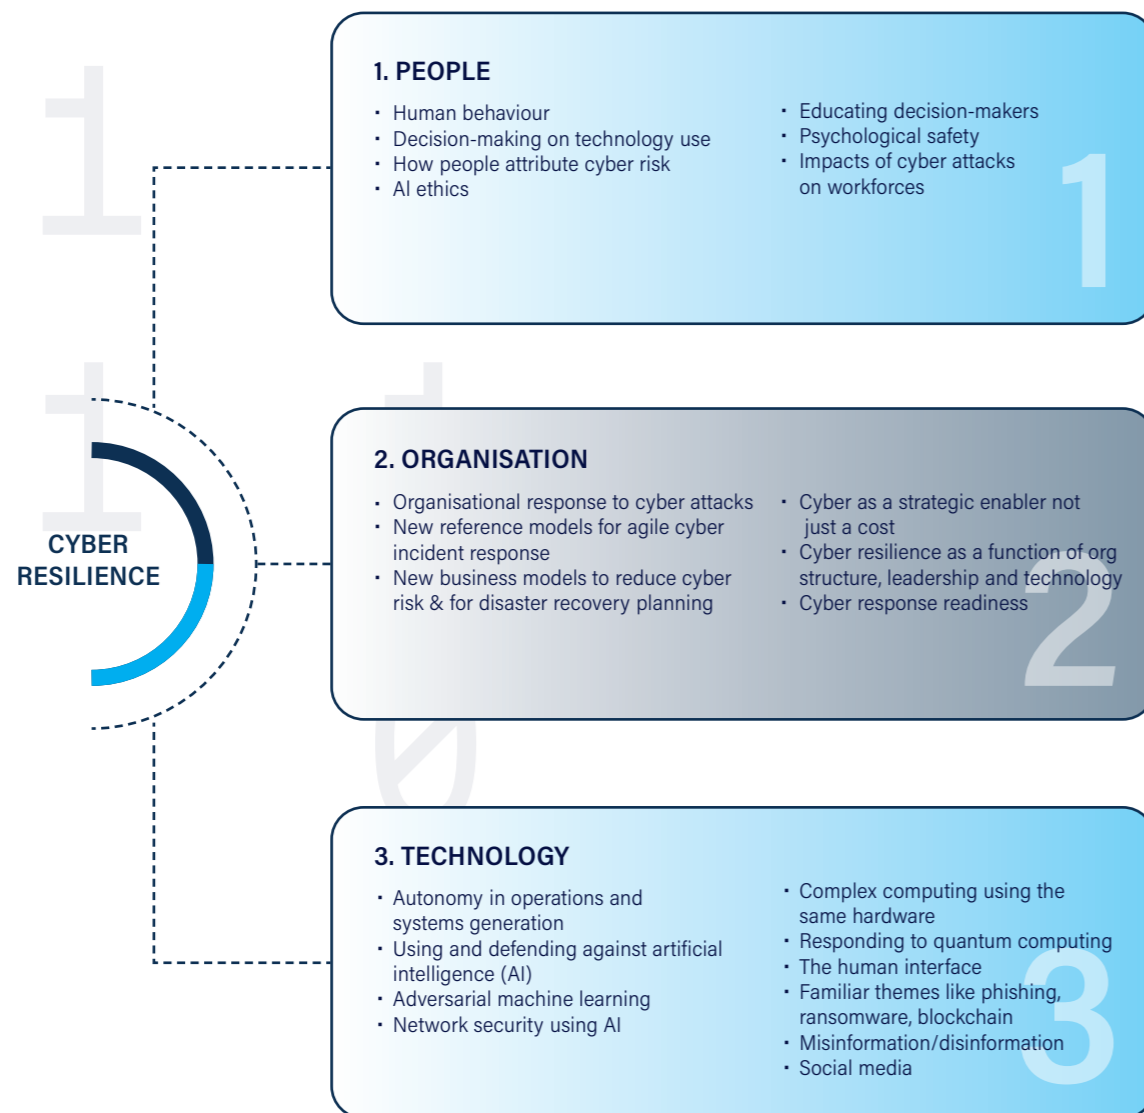 1. PEOPLE
· Human behaviour
· Decision-making on technology use
· How people attribute cyber risk
· AI ethics
· Educating decision-makers
· Psychological safety
· Impacts of cyber attacks
on workforces
1
CYBER
RESILIENCE
2. ORGANISATION
· Organisational response to cyber attacks
· New reference models for agile cyber
incident response
· New business models to reduce cyber
risk & for disaster recovery planning
· Cyber as a strategic enabler not
just a cost
· Cyber resilience as a function of org
structure, leadership and technology
· Cyber response readiness
2
3. TECHNOLOGY
· Autonomy in operations and
systems generation
· Using and defending against artificial
intelligence (AI)
· Adversarial machine learning
· Network security using AI
· Complex computing using the
same hardware
· Responding to quantum computing
· The human interface
· Familiar themes like phishing,
ransomware, blockchain
· Misinformation/disinformation
· Social media
3
1
1
1
0